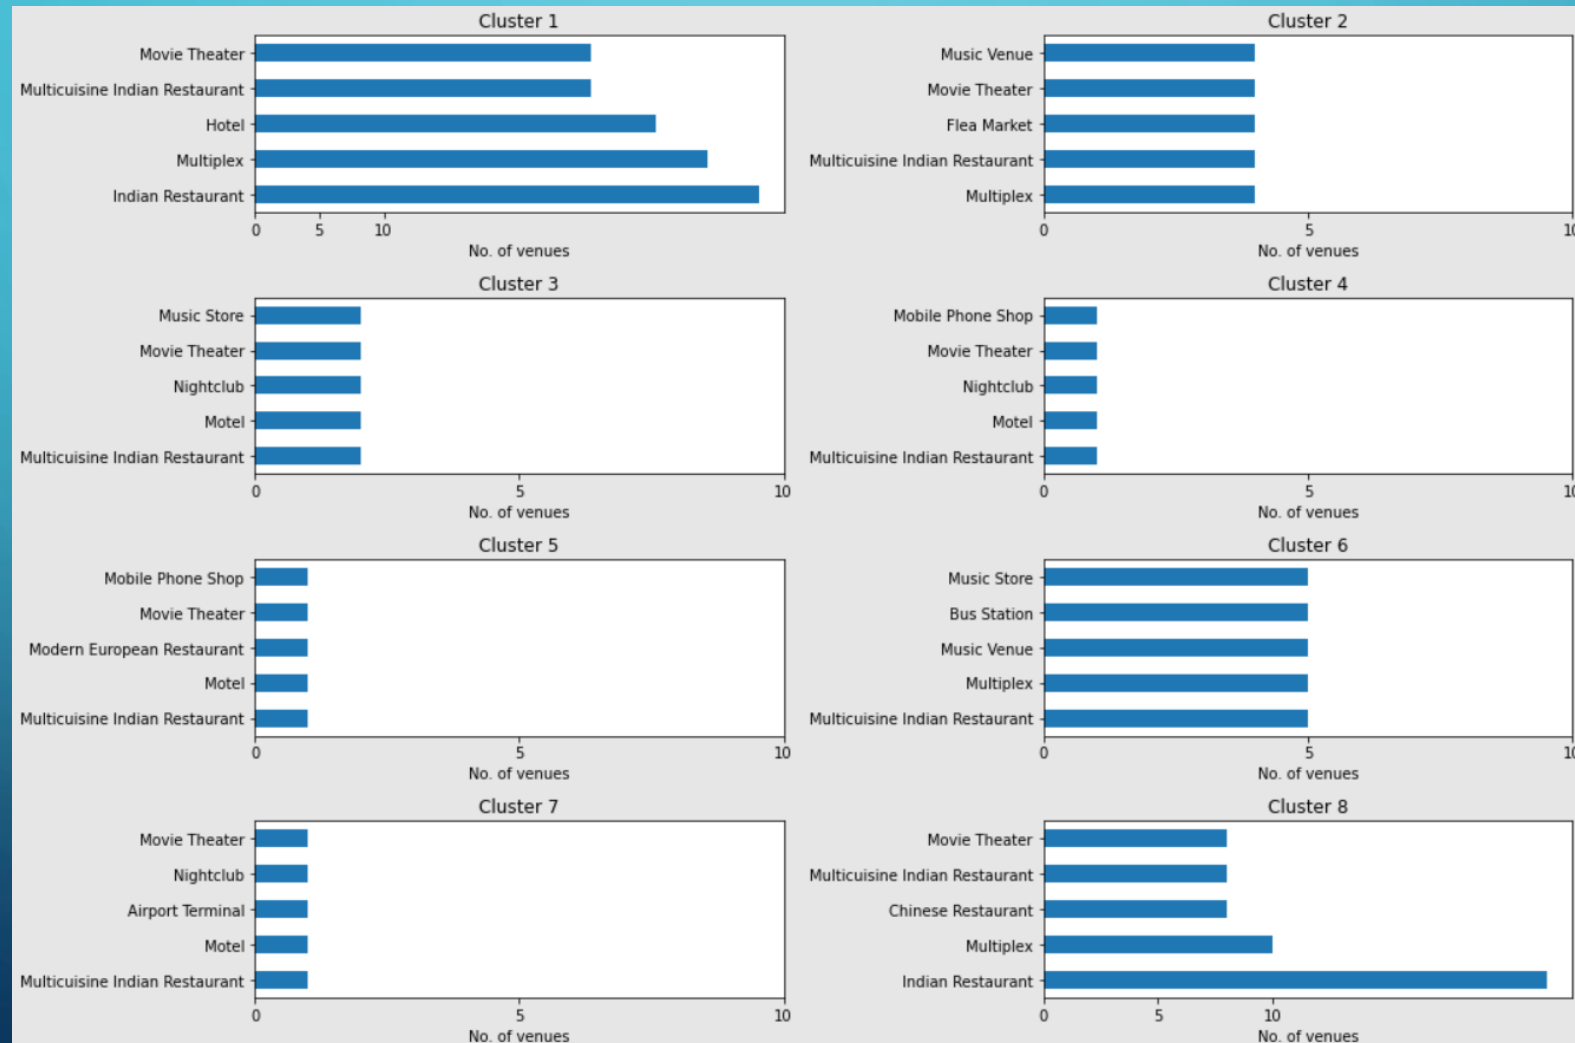 Cluster 1
Movie Theater
Multicuisine Indian Restaurant
Hotel
Multiplex
Indian Restaurant
0 5 10
No. of venues
Cluster 2
Music Venue
Movie Theater
Flea Market
Multicuisine Indian Restaurant
Multiplex
0 5 10
No. of venues
Cluster 3
Music Store
Movie Theater
Nightclub
Motel
Multicuisine Indian Restaurant
0 5 10
No. of venues
Cluster 4
Mobile Phone Shop
Movie Theater
Nightclub
Motel
Multicuisine Indian Restaurant
0 5 10
No. of venues
Cluster 5
Mobile Phone Shop
Movie Theater
Modern European Restaurant
Motel
Multicuisine Indian Restaurant
0 5 10
No. of venues
Cluster 6
Music Store
Bus Station
Music Venue
Multiplex
Multicuisine Indian Restaurant
0 5 10
No. of venues
Cluster 7
Movie Theater
Nightclub
Airport Terminal
Motel
Multicuisine Indian Restaurant
0 5 10
No. of venues
Cluster 8
Movie Theater
Multicuisine Indian Restaurant
Chinese Restaurant
Multiplex
Indian Restaurant
0 5 10
No. of venues